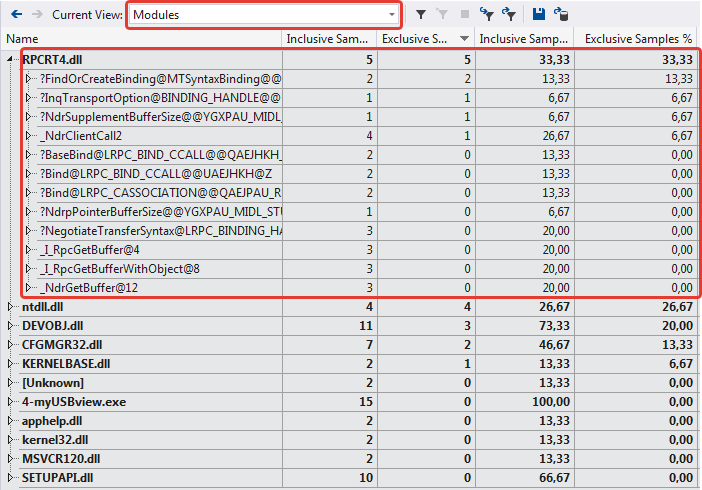 Current View: Modules
Name Inclusive Sam... Exclusive S... Inclusive Samp... Exclusive Samples %
RPCRT4.dll 5 5 33,33 33,33
?FindOrCreateBinding@MTSyntaxBinding@@ 2 2 13,33 13,33
?InqTransportOption@BINDING_HANDLE@@ 1 1 6,67 6,67
?NdrSupplementBufferSize@@YGXPAU_MIDL_ 1 1 6,67 6,67
_NdrClientCall2 4 1 26,67 6,67
?BaseBind@LRPC_BIND_CCALL@@QAEJHKH_ 2 0 13,33 0,00
?Bind@LRPC_BIND_CCALL@@UAEJHKH@Z 2 0 13,33 0,00
?Bind@LRPC_CASSOCIATION@@QAEJPAU_R 2 0 13,33 0,00
?NdrpPointerBufferSize@@YGXPAU_MIDL_STU 1 0 6,67 0,00
?NegotiateTransferSyntax@LRPC_BINDING_HA 3 0 20,00 0,00
_I_RpcGetBuffer@4 3 0 20,00 0,00
_I_RpcGetBufferWithObject@8 3 0 20,00 0,00
_NdrGetBuffer@12 3 0 20,00 0,00
ntdll.dll 4 4 26,67 26,67
DEVOBJ.dll 11 3 73,33 20,00
CFGMGR32.dll 7 2 46,67 13,33
KERNELBASE.dll 2 1 13,33 6,67
[Unknown] 2 0 13,33 0,00
4-myUSBview.exe 15 0 100,00 0,00
apphelp.dll 2 0 13,33 0,00
kernel32.dll 2 0 13,33 0,00
MSVCR120.dll 2 0 13,33 0,00
SETUPAPI.dll 10 0 66,67 0,00